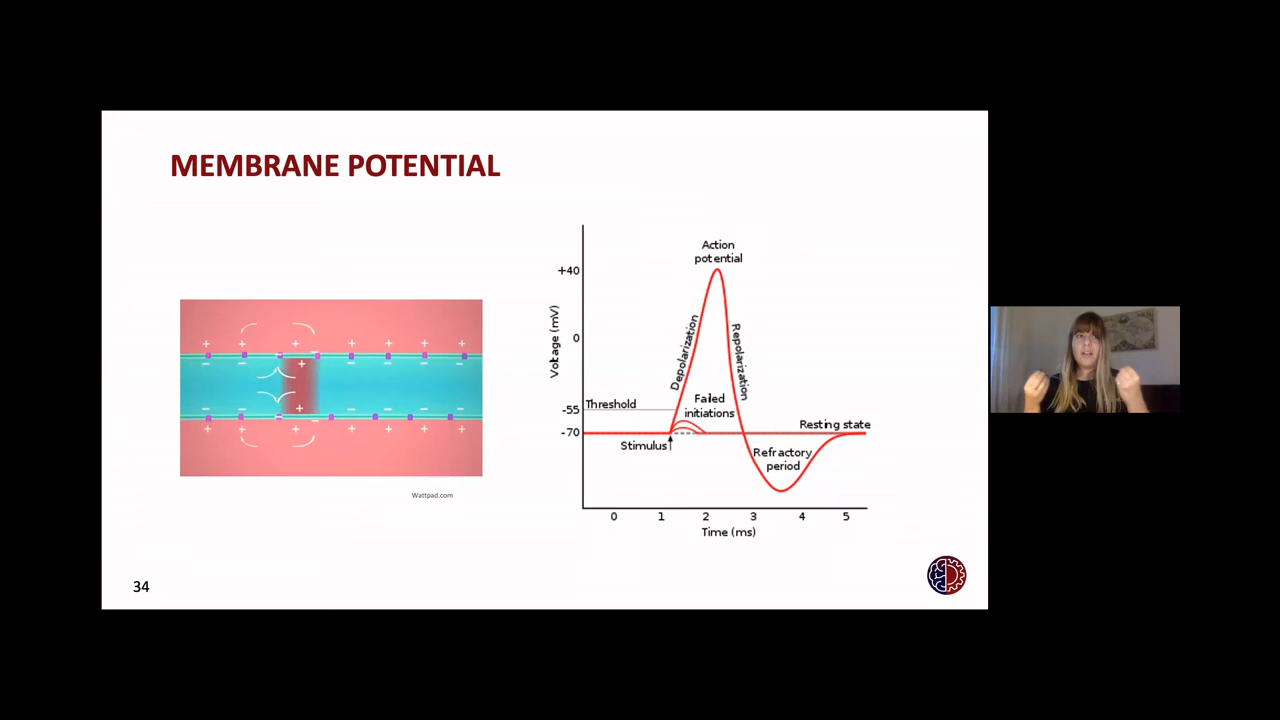 MEMBRANE POTENTIAL
Wattpad.com
Action
potential
+40
0
-55
-70
Voltage (mV)
Depolarization
Repolarization
Threshold
Failed
initiations
Stimulus
Resting state
Refractory
period
0 1 2 3 4 5
Time (ms)
34